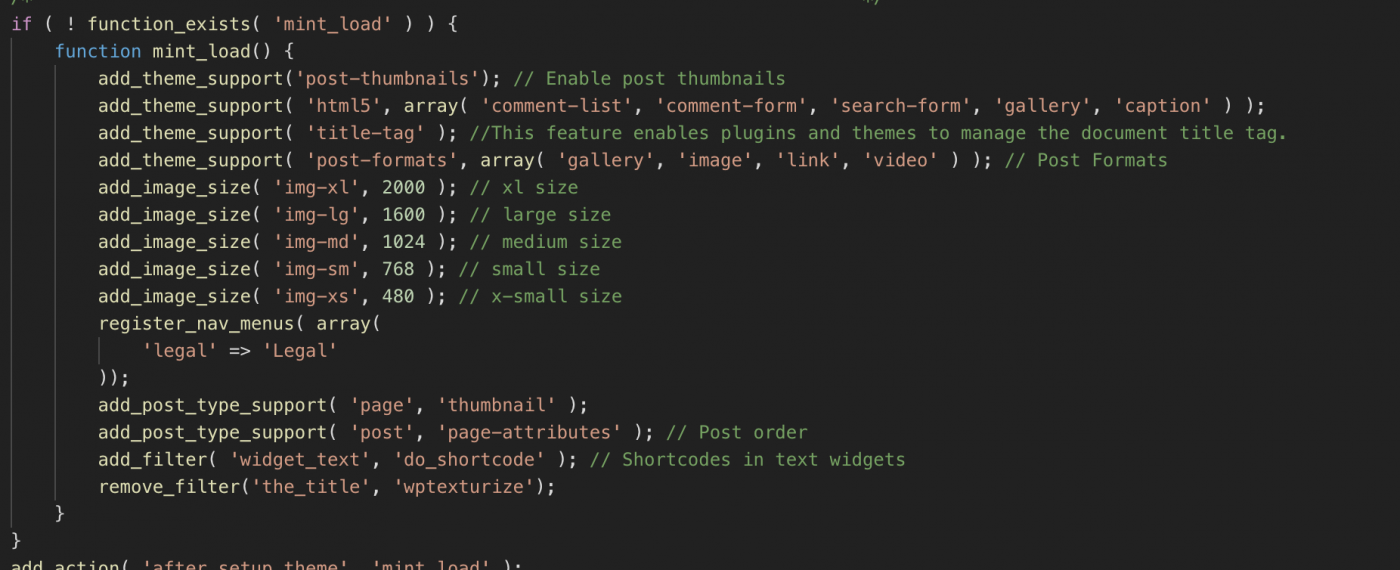 /* */
if ( ! function_exists( 'mint_load' ) ) {
function mint_load() {
add_theme_support('post-thumbnails'); // Enable post thumbnails
add_theme_support( 'html5', array( 'comment-list', 'comment-form', 'search-form', 'gallery', 'caption' ) );
add_theme_support( 'title-tag' ); //This feature enables plugins and themes to manage the document title tag.
add_theme_support( 'post-formats', array( 'gallery', 'image', 'link', 'video' ) ); // Post Formats
add_image_size( 'img-xl', 2000 ); // xl size
add_image_size( 'img-lg', 1600 ); // large size
add_image_size( 'img-md', 1024 ); // medium size
add_image_size( 'img-sm', 768 ); // small size
add_image_size( 'img-xs', 480 ); // x-small size
register_nav_menus( array(
'legal' => 'Legal'
));
add_post_type_support( 'page', 'thumbnail' );
add_post_type_support( 'post', 'page-attributes' ); // Post order
add_filter( 'widget_text', 'do_shortcode' ); // Shortcodes in text widgets
remove_filter('the_title', 'wptexturize');
}
}
add_action( 'after_setup_theme', 'mint_load' );